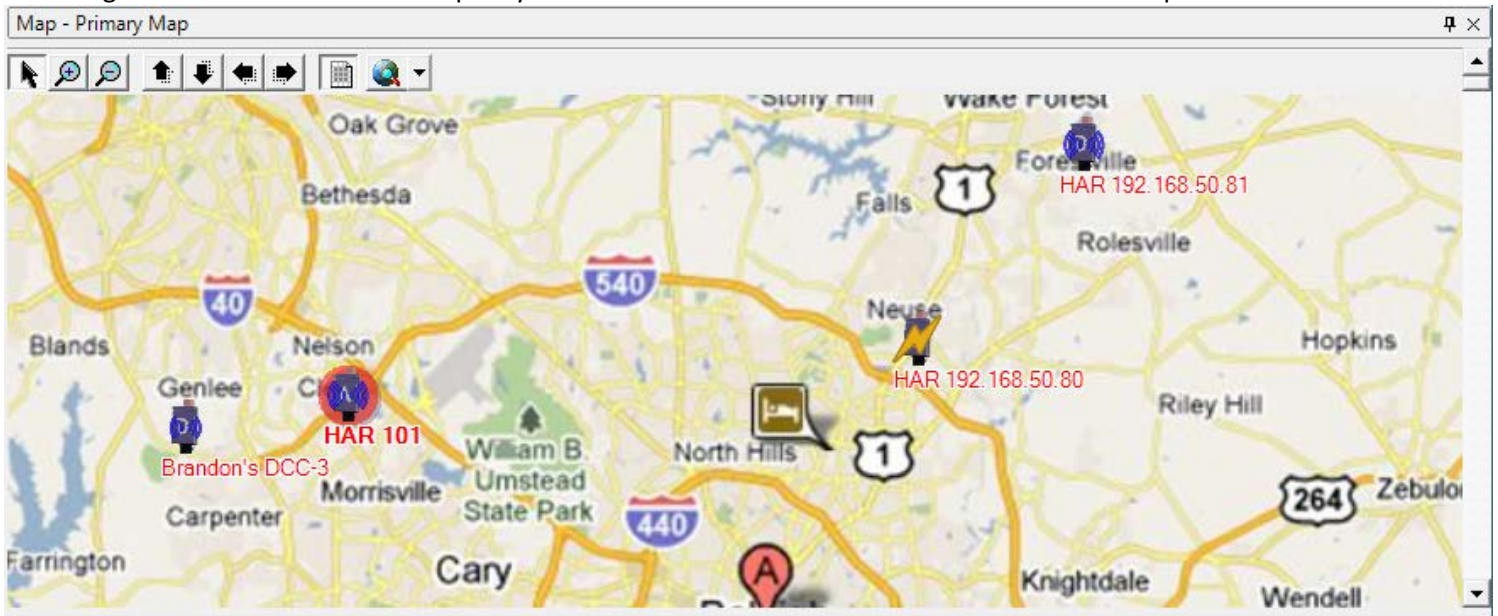 Map - Primary Map
Oak Grove
Stony Hill
Wake Forest
Bethesda
Falls
1
HAR 192.168.50.81
Rolesville
540
40
Neuse
Blands
Nelson
Hopkins
Genlee
HAR 192.168.50.80
Riley Hill
HAR 101
William B.
Umstead
State Park
North Hills
1
Brandon's DCC-3
Morrisville
264
Carpenter
440
Farrington
Cary
A
Knightdale
Wendell